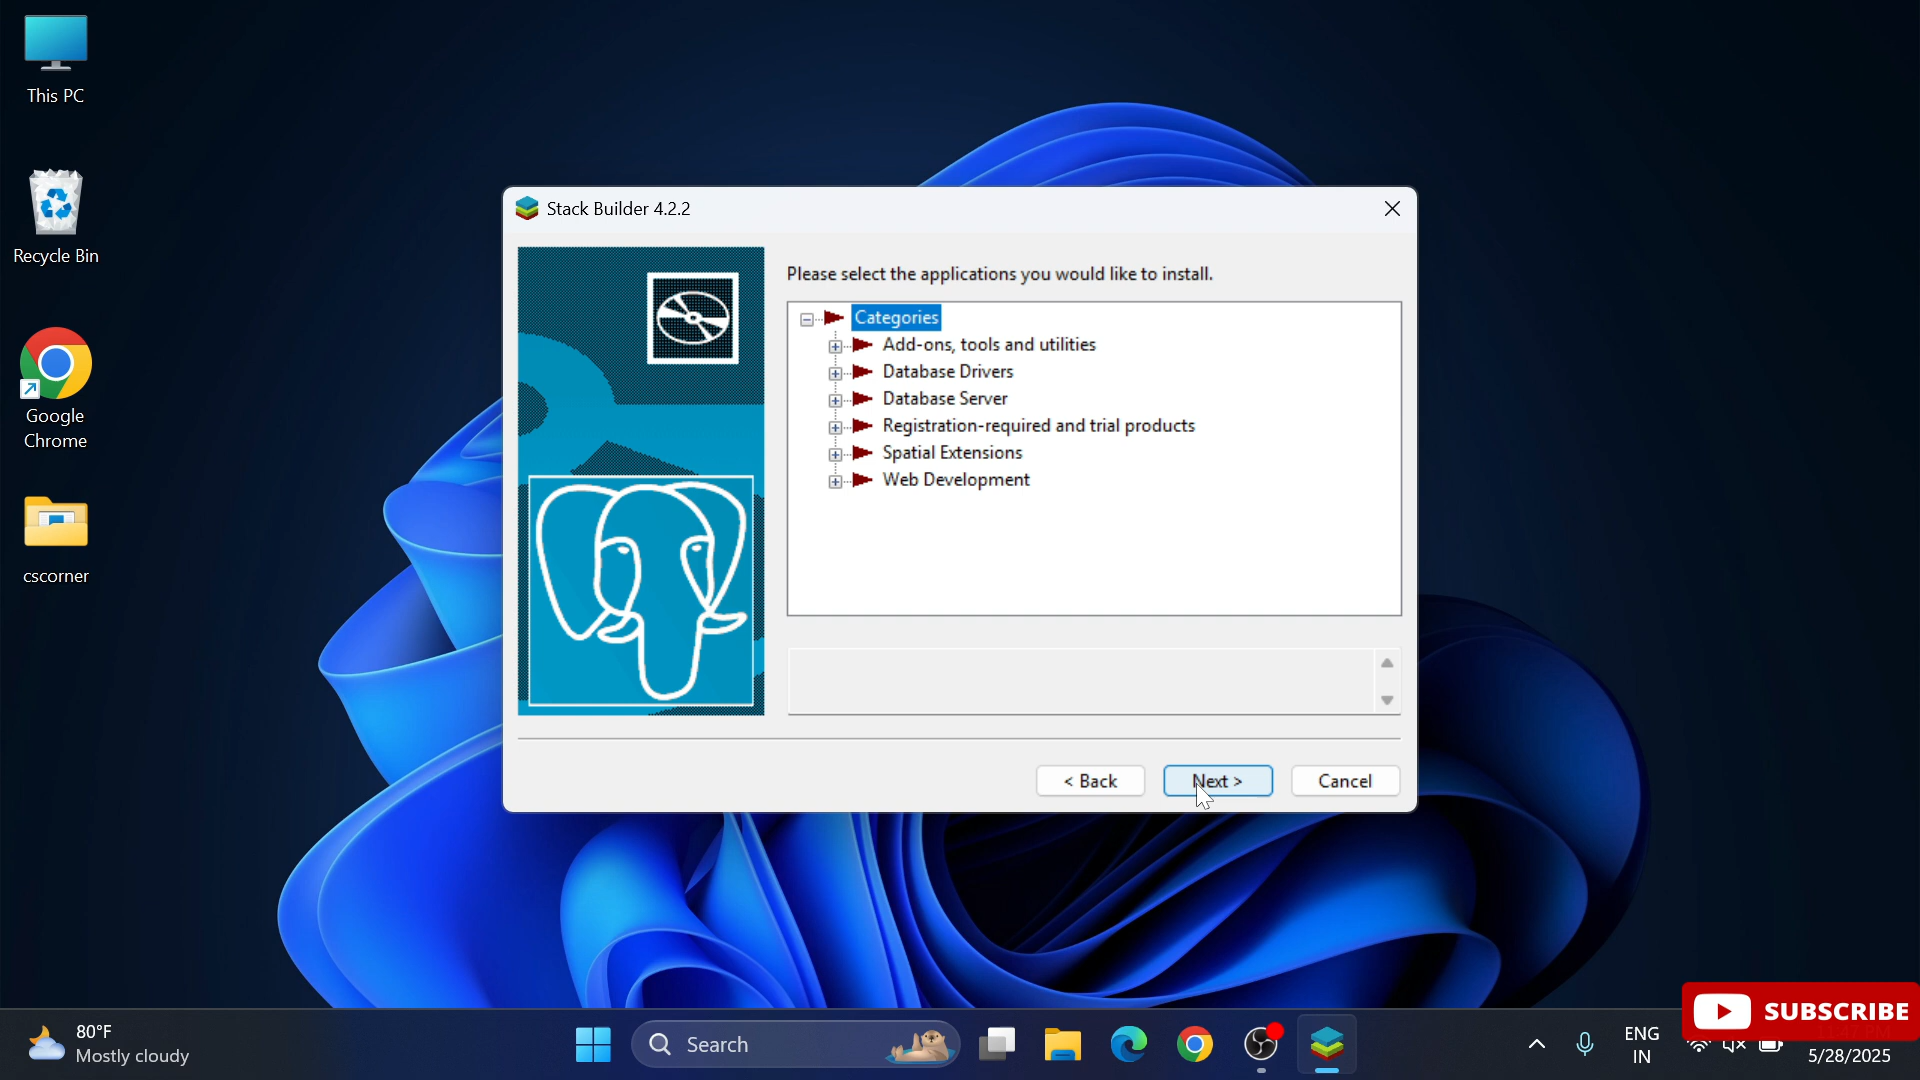 This PC
Recycle Bin
Google
Chrome
cscorner
Stack Builder 4.2.2
Please select the applications you would like to install.
Categories
Add-ons, tools and utilities
Database Drivers
Database Server
Registration-required and trial products
Spatial Extensions
Web Development
< Back
Next >
Cancel
80°F
Mostly cloudy
Search
ENG
IN
SUBSCRIBE
5/28/2025